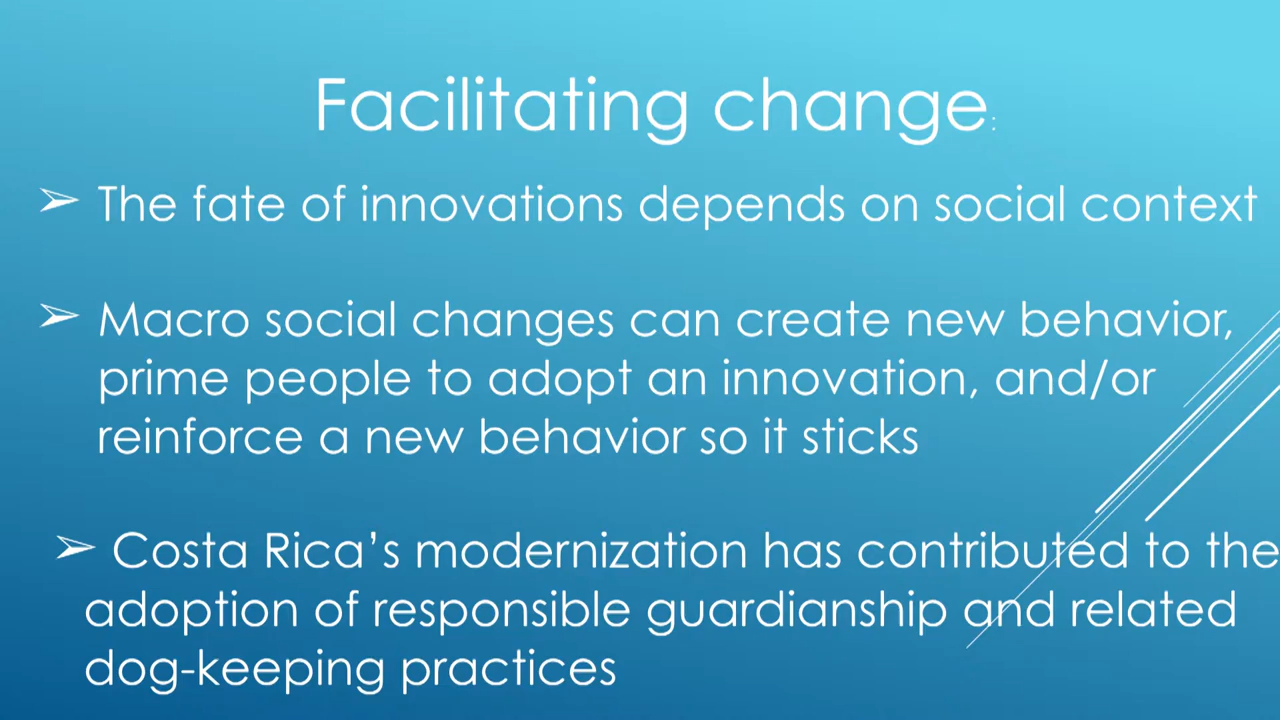 Facilitating change:
➢ The fate of innovations depends on social context
➢ Macro social changes can create new behavior,
prime people to adopt an innovation, and/or
reinforce a new behavior so it sticks
➢ Costa Rica’s modernization has contributed to the
adoption of responsible guardianship and related
dog-keeping practices